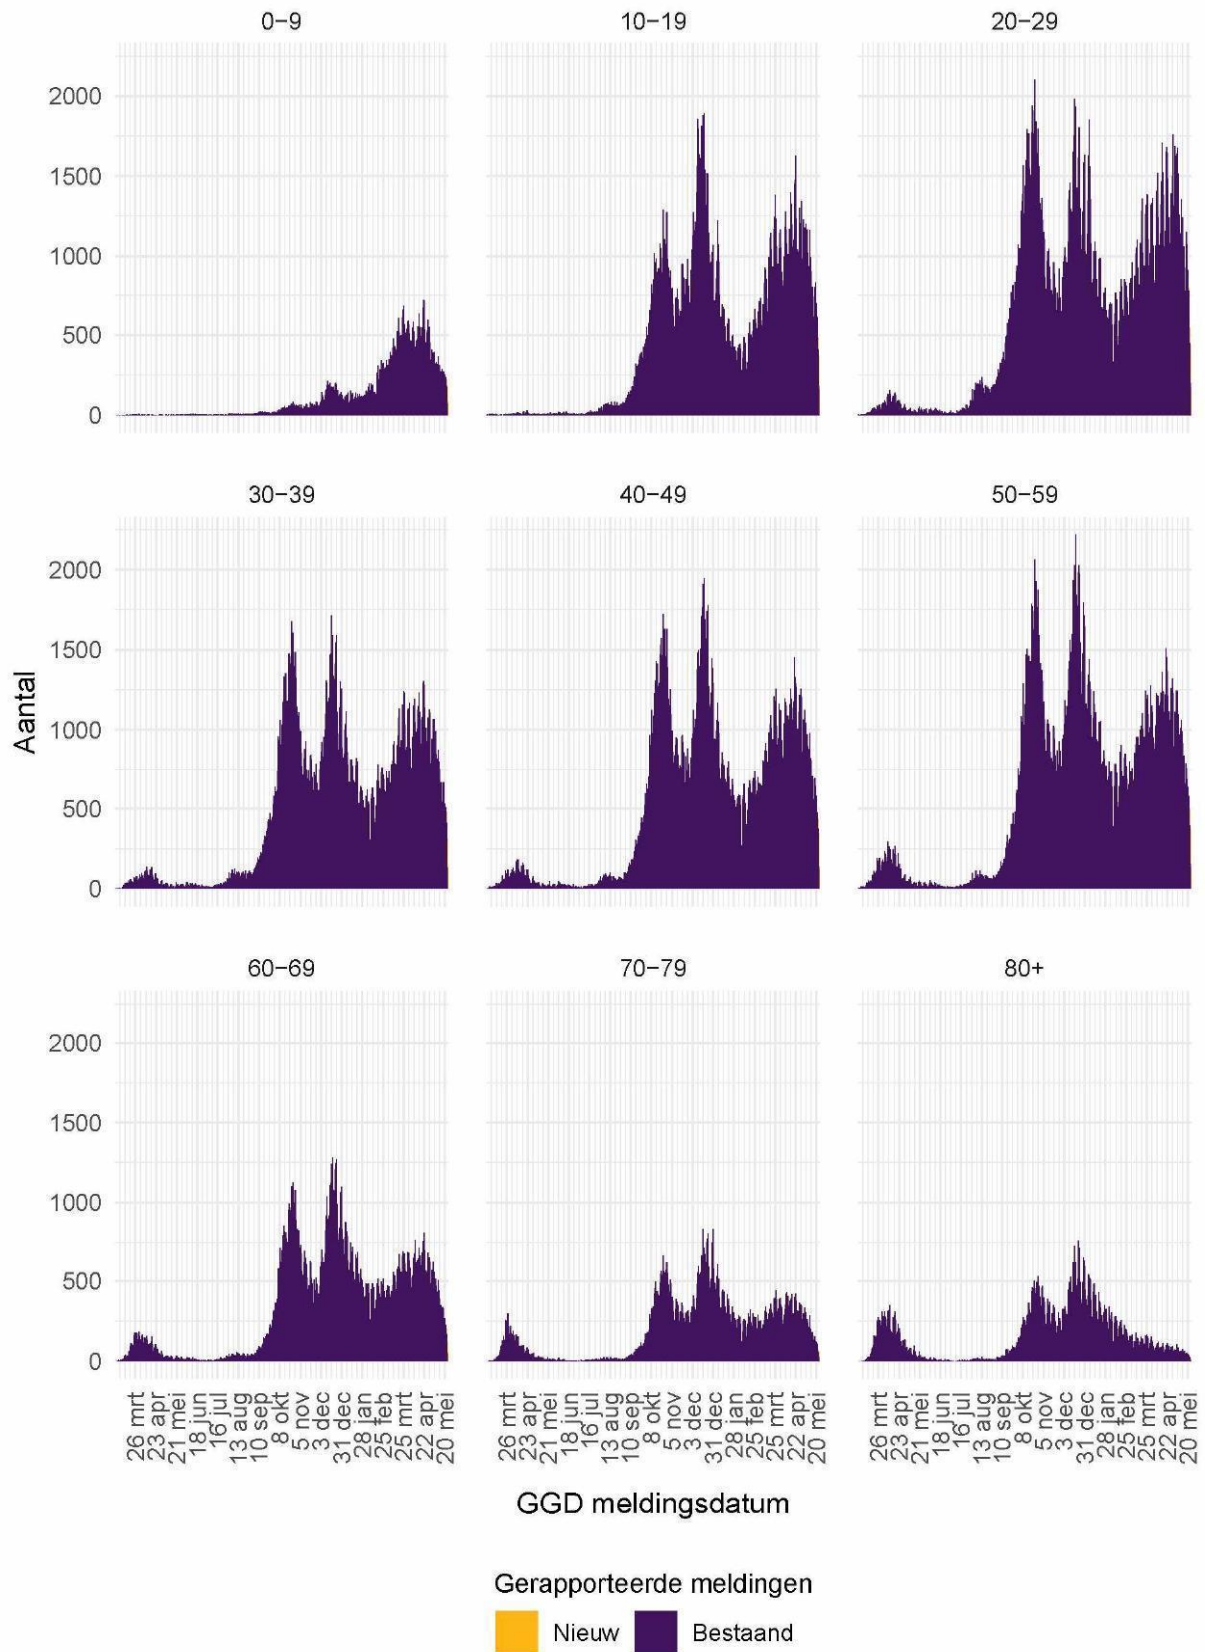 0−9 10−19 20−29
2000
1500
1000
500
0
30−39 40−49 50−59
2000
1500
1000
500
0
Aantal
60−69 70−79 80+
2000
1500
1000
500
0
26 mrt 23 apr 21 mei 18 jun 16 jul 13 aug 10 sep 8 okt 5 nov 3 dec 31 dec 28 jan 25 feb 25 mrt 22 apr 20 mei
26 mrt 23 apr 21 mei 18 jun 16 jul 13 aug 10 sep 8 okt 5 nov 3 dec 31 dec 28 jan 25 feb 25 mrt 22 apr 20 mei
26 mrt 23 apr 21 mei 18 jun 16 jul 13 aug 10 sep 8 okt 5 nov 3 dec 31 dec 28 jan 25 feb 25 mrt 22 apr 20 mei
GGD meldingsdatum
Gerapporteerde meldingen
Nieuw Bestaand